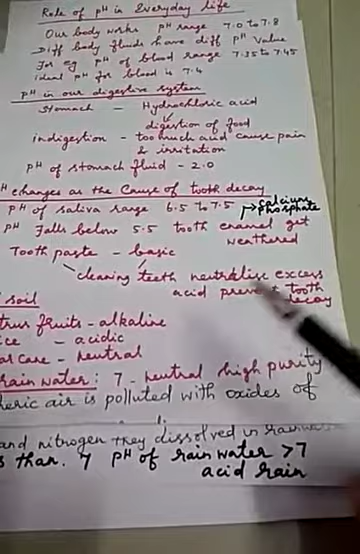 Role of pH in Everyday life
Our body works pH range 7.0 to 7.8
Diff body fluids have diff pH value
For eg pH of blood range 7.35 to 7.45
ideal pH for blood is 7.4
pH in our digestive system
Stomach - Hydrochloric acid
digestion of food
indigestion - too much acid cause pain
& irritation
pH of stomach fluid - 2.0
H changes as the Cause of tooth decay
pH of saliva range 6.5 to 7.5 → calcium phosphate
pH Falls below 5.5 tooth enamel get
weathered
Tooth paste - basic
cleaning teeth neutralise excess
acid prevent tooth
decay
soil
trus fruits - alkaline
ice - acidic
ar cane - neutral
rain water: 7 - neutral high purity
heric air is polluted with oxides of
and nitrogen they dissolved in rainwa
s than. 7 pH of rain water >7
acid rain